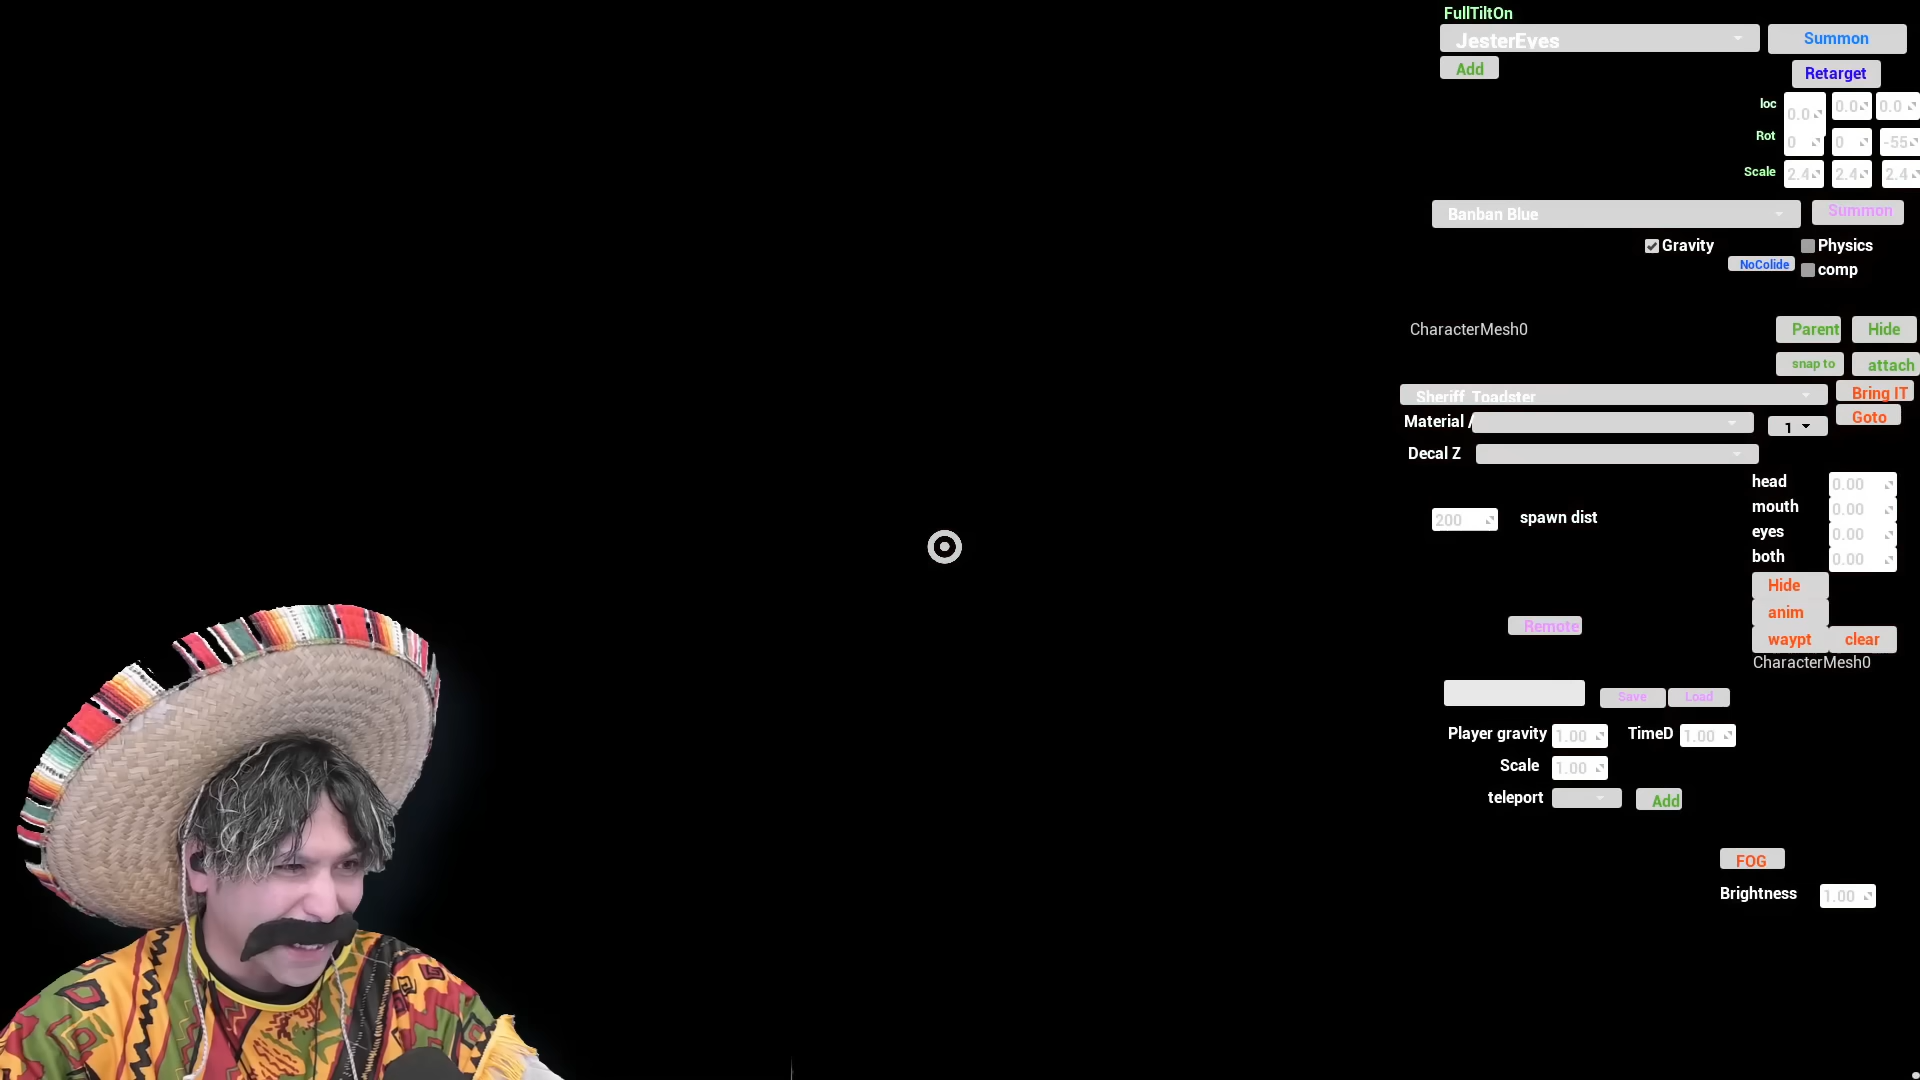 FullTiltOn
JesterEyes
Summon
Add
Retarget
loc 0.0 0.0 0.0
Rot 0 0 -55
Scale 2.4 2.4 2.4
Banban Blue Summon
Gravity Physics
NoColide comp
CharacterMesh0 Parent Hide
snap to attach
Sheriff Toadster Bring IT
Material / 1 Goto
Decal Z
head 0.00
mouth 0.00
200 spawn dist
eyes 0.00
both 0.00
Hide
anim
Remote
waypt clear
CharacterMesh0
Save Load
Player gravity 1.00 TimeD 1.00
Scale 1.00
teleport Add
FOG
Brightness 1.00